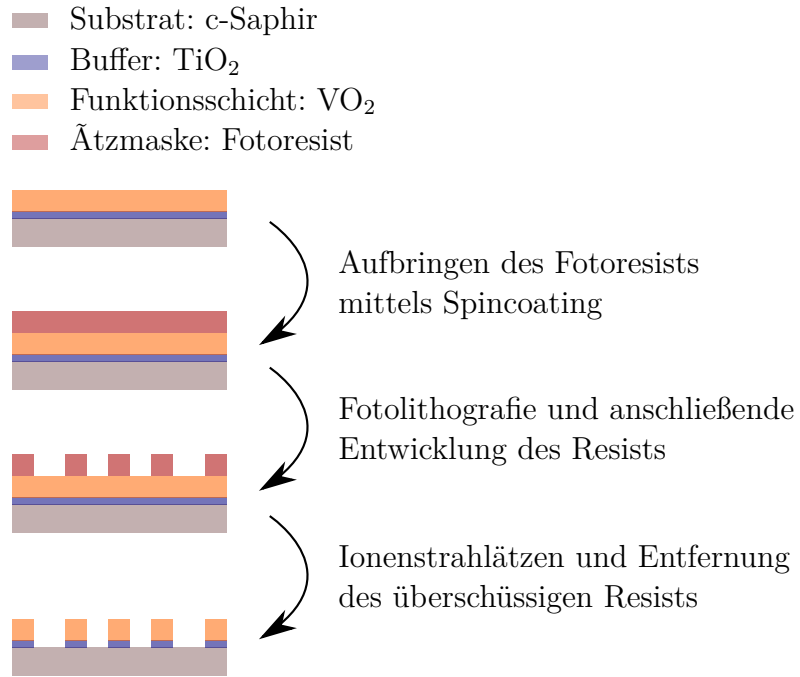 Substrat: c-Saphir
Buffer: TiO₂
Funktionsschicht: VO₂
Ãtzmaske: Fotoresist
Aufbringen des Fotoresists
mittels Spincoating
Fotolithografie und anschließende
Entwicklung des Resists
Ionenstrahlätzen und Entfernung
des überschüssigen Resists